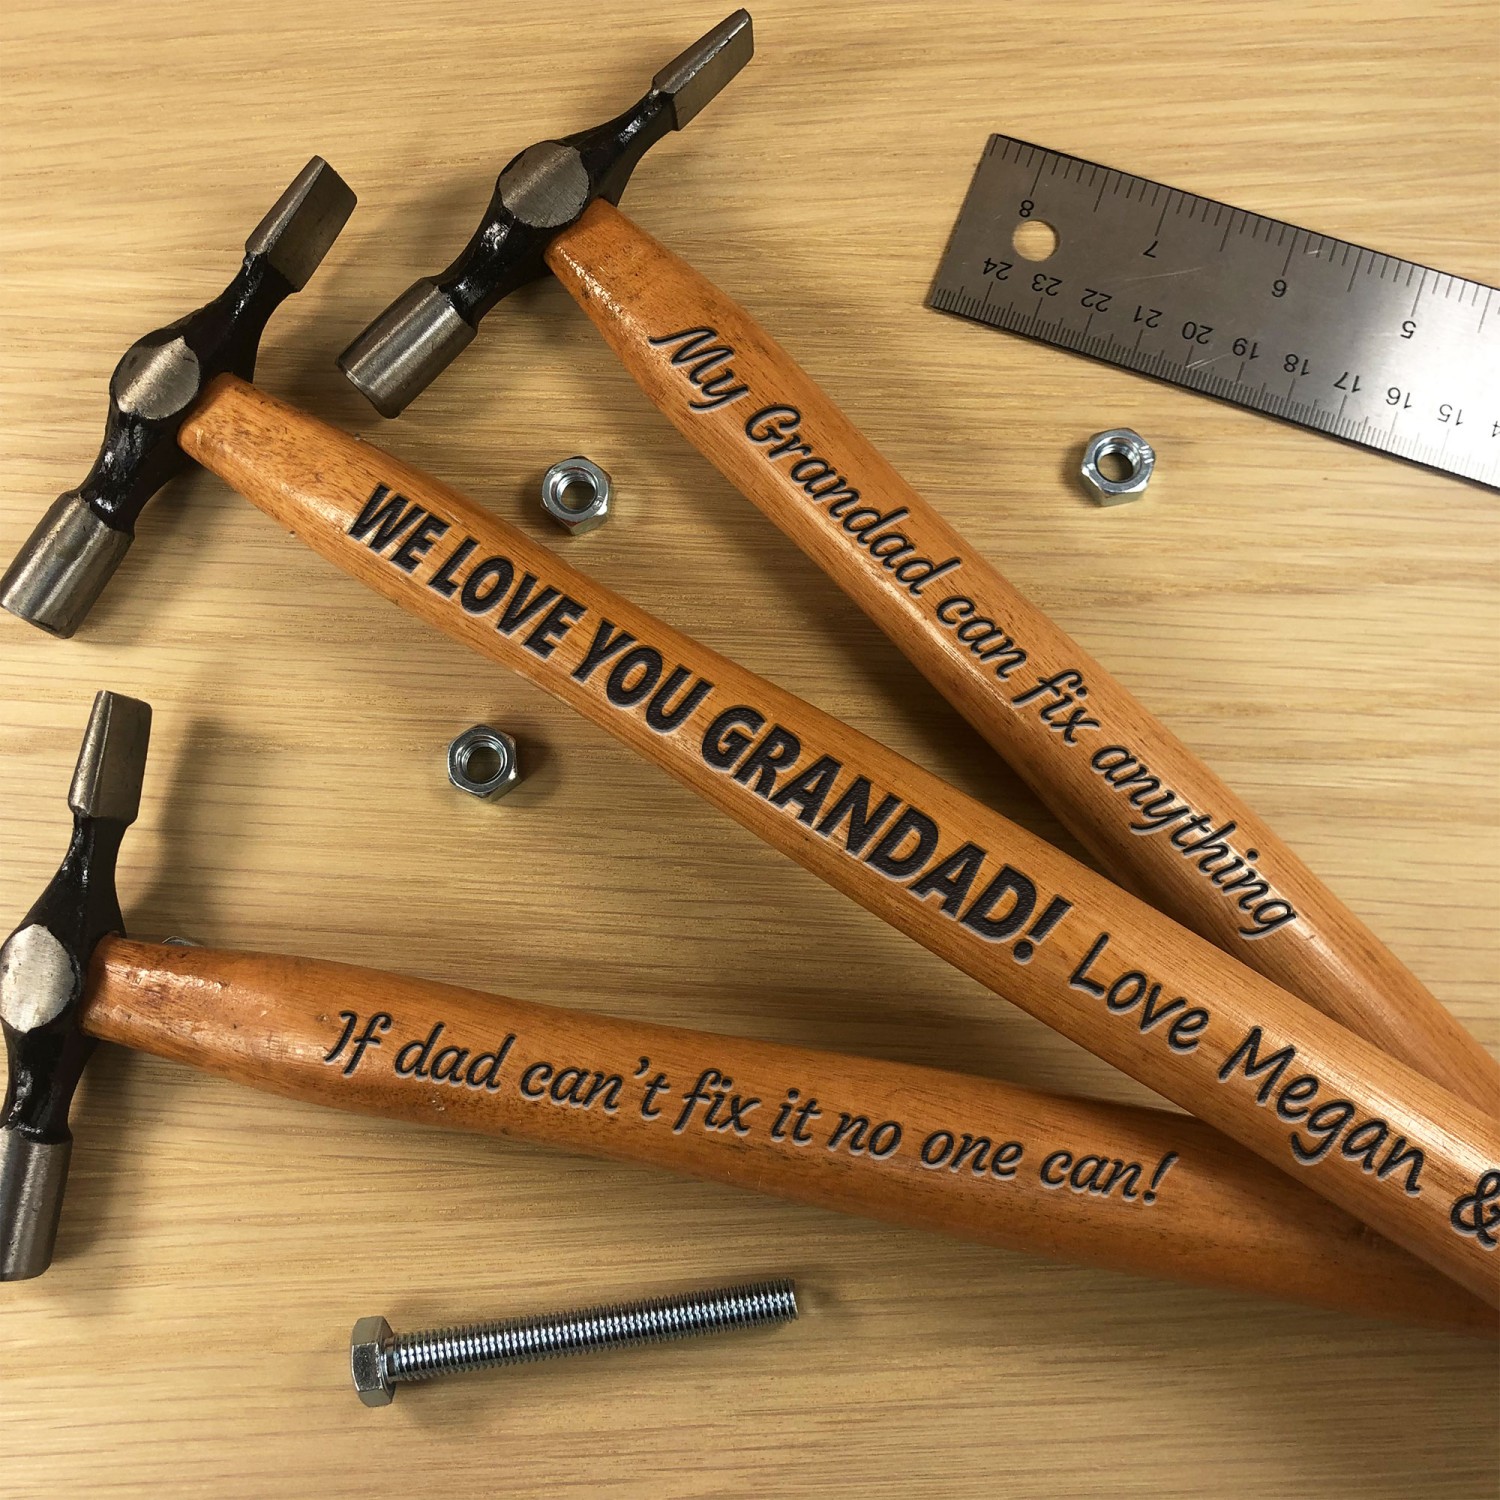 My Grandad can fix anything
WE LOVE YOU GRANDAD! Love Megan &
If dad can't fix it no one can!
8 7 6 5
24 23 22 21 20 19 18 17 16 15